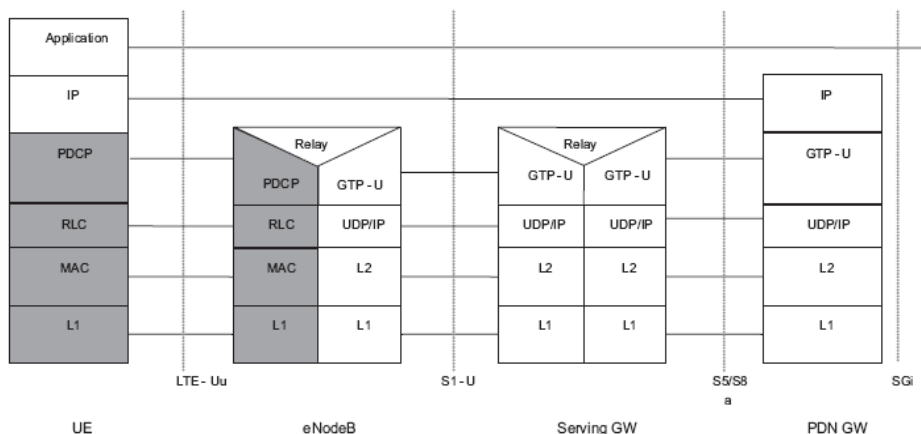 Application
IP
IP
PDCP
Relay
Relay
GTP - U
PDCP
GTP - U
GTP - U
GTP - U
RLC
RLC
UDP/IP
UDP/IP
UDP/IP
UDP/IP
MAC
MAC
L2
L2
L2
L2
L1
L1
L1
L1
L1
L1
LTE - Uu
S1 - U
S5/S8
a
SGi
UE
eNodeB
Serving GW
PDN GW